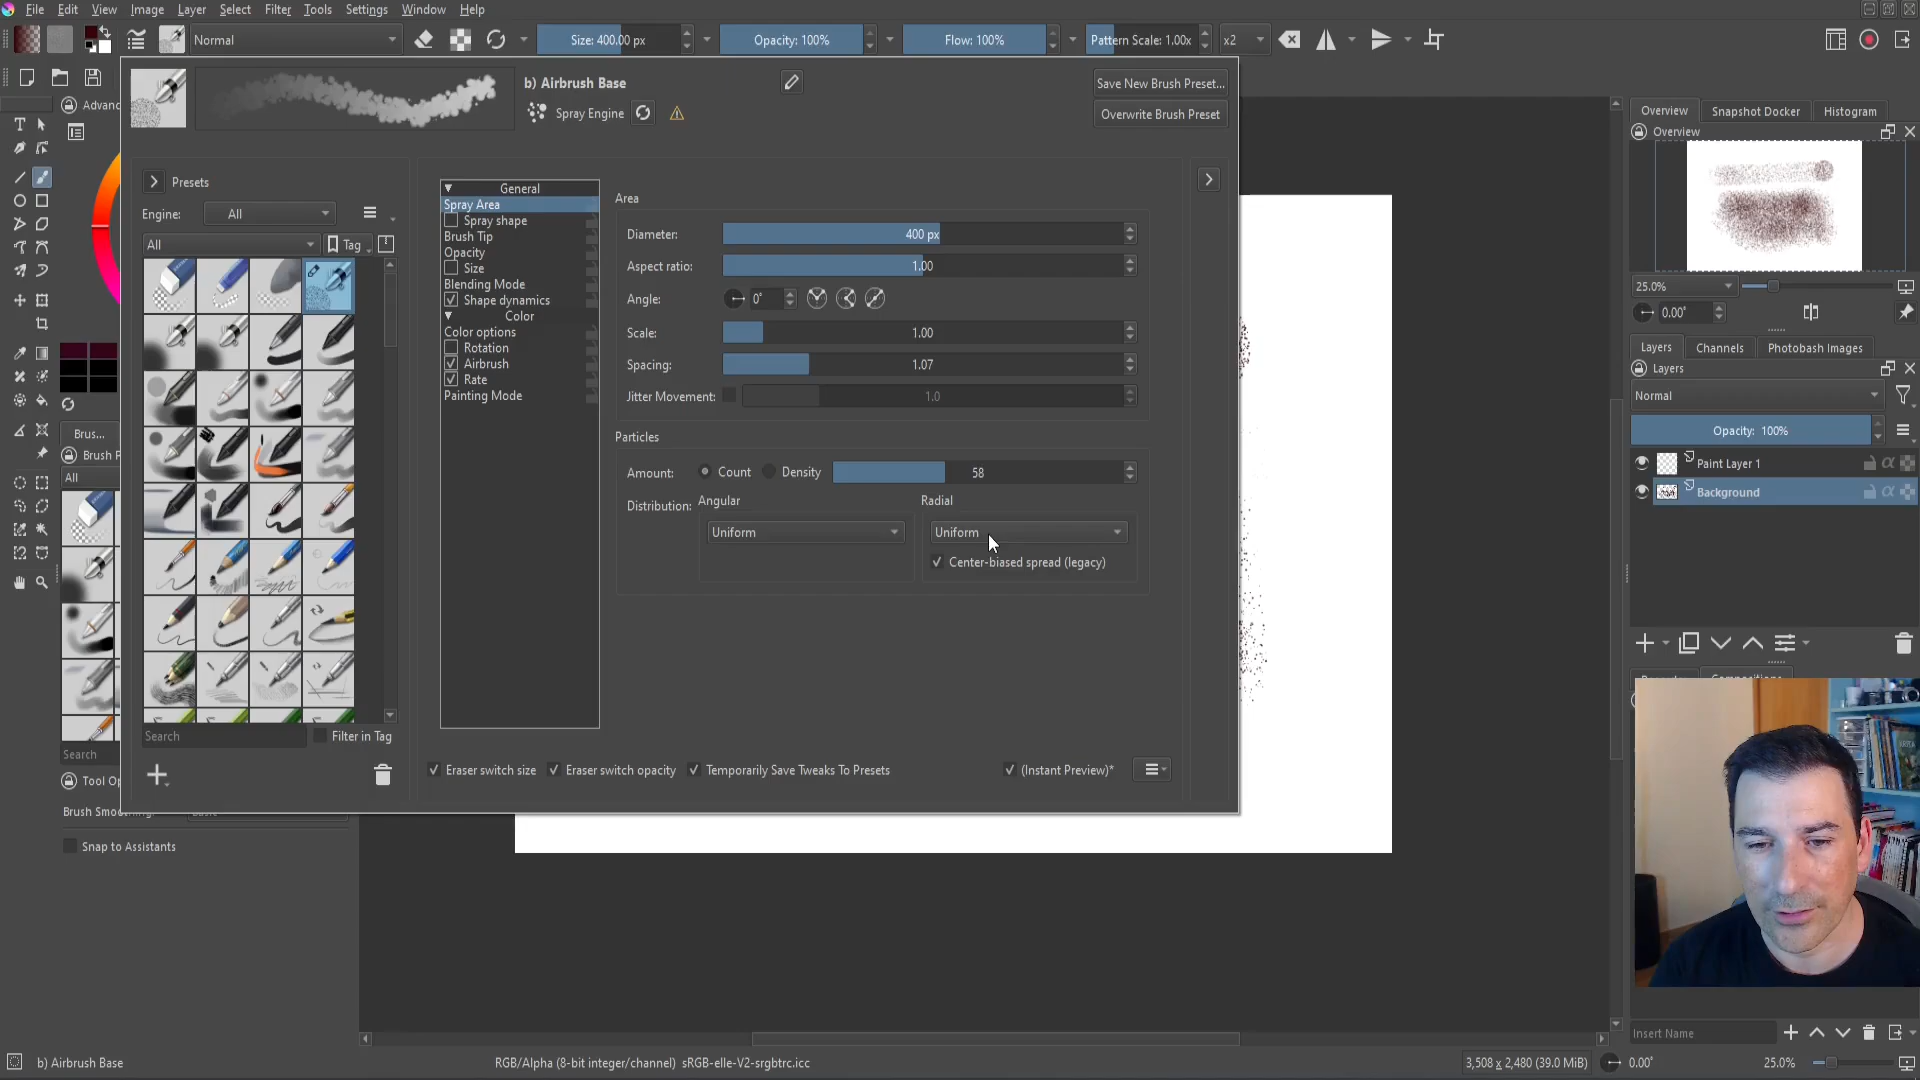 File Edit View Image Layer Select Filter Tools Settings Window Help
Normal Size: 400.00 px Opacity: 100% Flow: 100% Pattern Scale: 1.00x x2
b) Airbrush Base
Spray Engine
Save New Brush Preset...
Overwrite Brush Preset
Advanc
Presets
Engine: All
All Tag
Search
Filter in Tag
General
Spray Area
Spray shape
Brush Tip
Opacity
Size
Blending Mode
Shape dynamics
Color
Color options
Rotation
Airbrush
Rate
Painting Mode
Area
Diameter: 400 px
Aspect ratio: 1.00
Angle: 0°
Scale: 1.00
Spacing: 1.07
Jitter Movement: 1.0
Particles
Amount: Count Density 58
Distribution: Angular Radial
Uniform Uniform
Center-biased spread (legacy)
Eraser switch size Eraser switch opacity Temporarily Save Tweaks To Presets (Instant Preview)*
Brus...
Brush P
All
Search
Tool Op
Snap to Assistants
Overview Snapshot Docker Histogram
Overview
25.0%
0.00°
Layers Channels Photobash Images
Layers
Normal
Opacity: 100%
Paint Layer 1
Background
Insert Name
b) Airbrush Base RGB/Alpha (8-bit integer/channel) sRGB-elle-V2-srgbtrc.icc 3,508 x 2,480 (39.0 MiB) 0.00° 25.0%